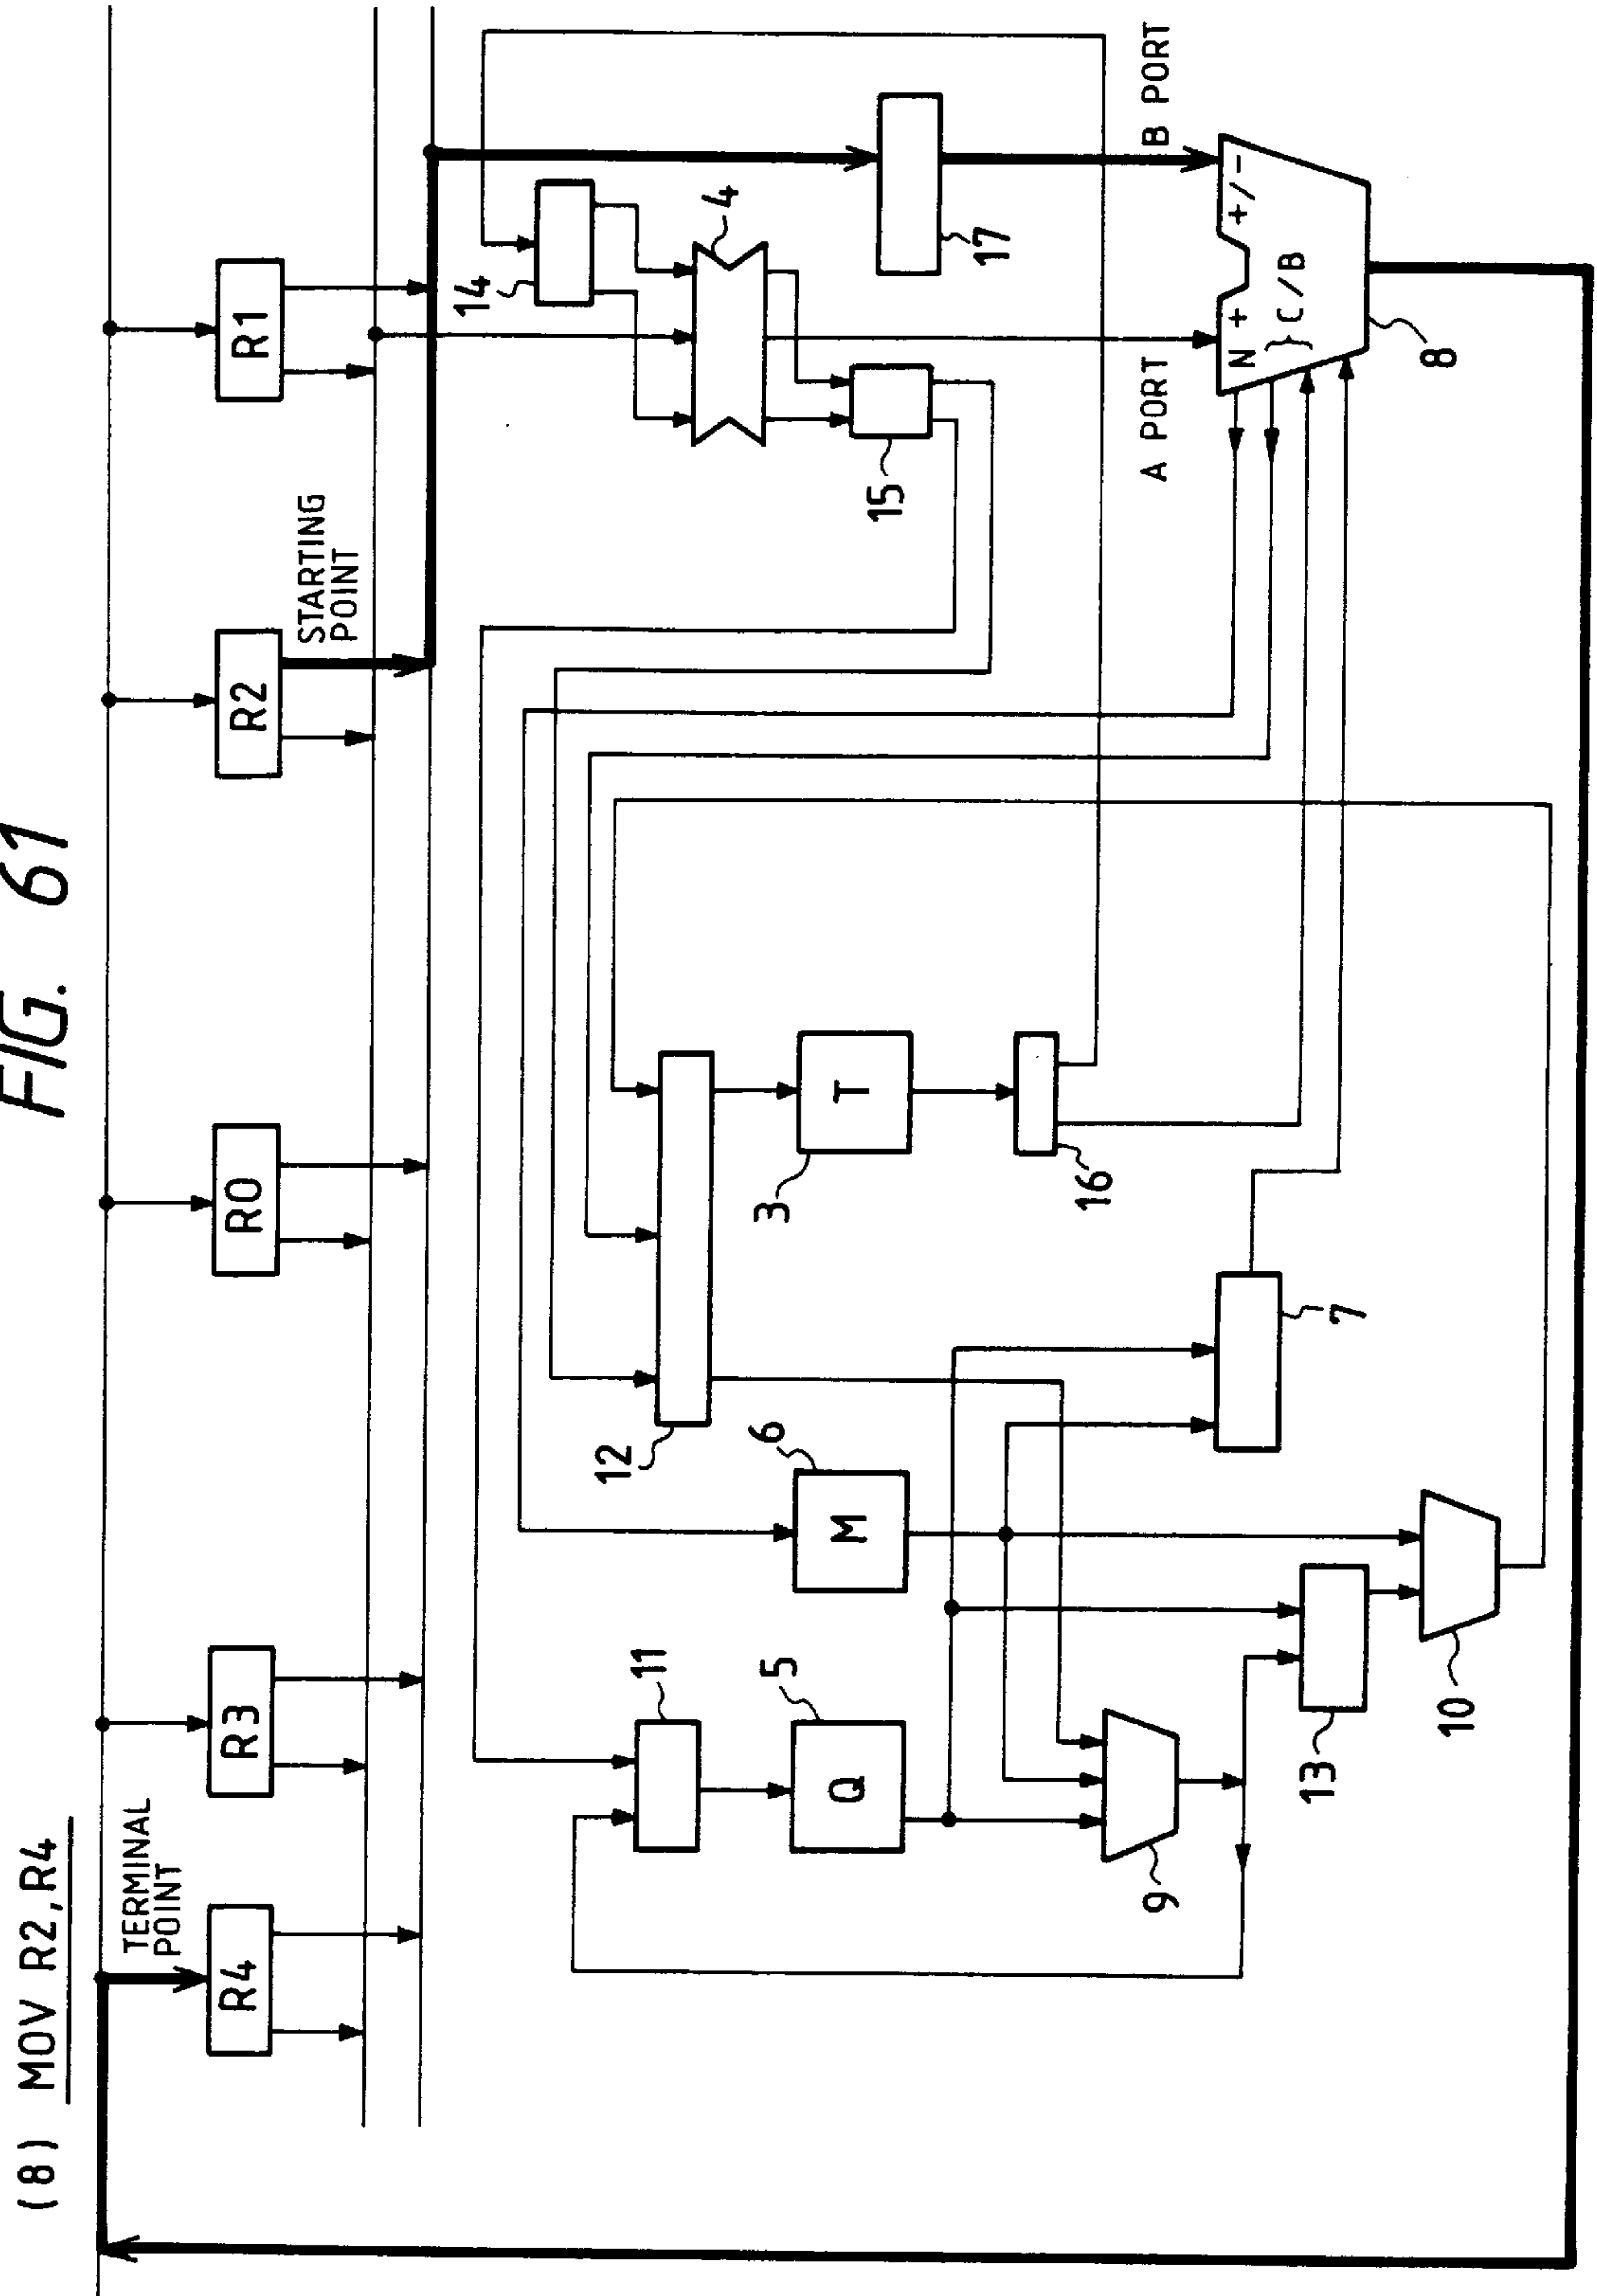 FIG. 61
(8) MOV R2,R4
TERMINAL
POINT
STARTING
POINT
R4
R3
R0
R2
R1
14
4
12
11
6
5
3
M
Q
T
15
17
16
A PORT
B PORT
N + +/-
}C/B
7
8
9
13
10